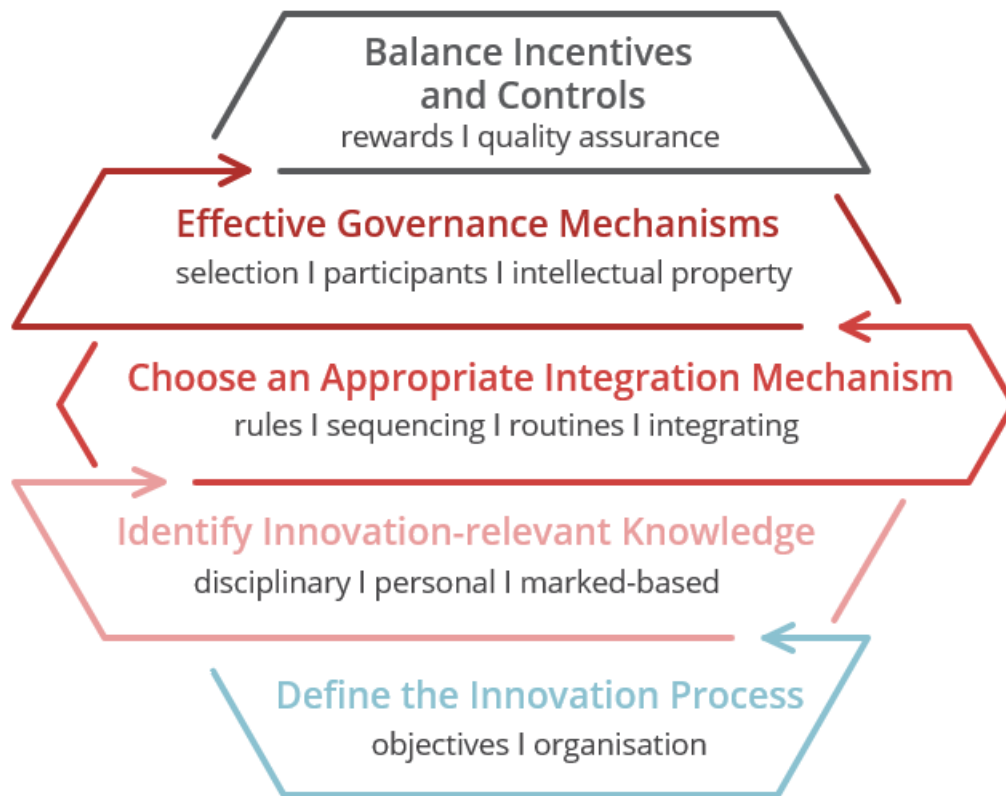 Balance Incentives
and Controls
rewards I quality assurance
Effective Governance Mechanisms
selection I participants I intellectual property
Choose an Appropriate Integration Mechanism
rules I sequencing I routines I integrating
Identify Innovation-relevant Knowledge
disciplinary I personal I marked-based
Define the Innovation Process
objectives I organisation